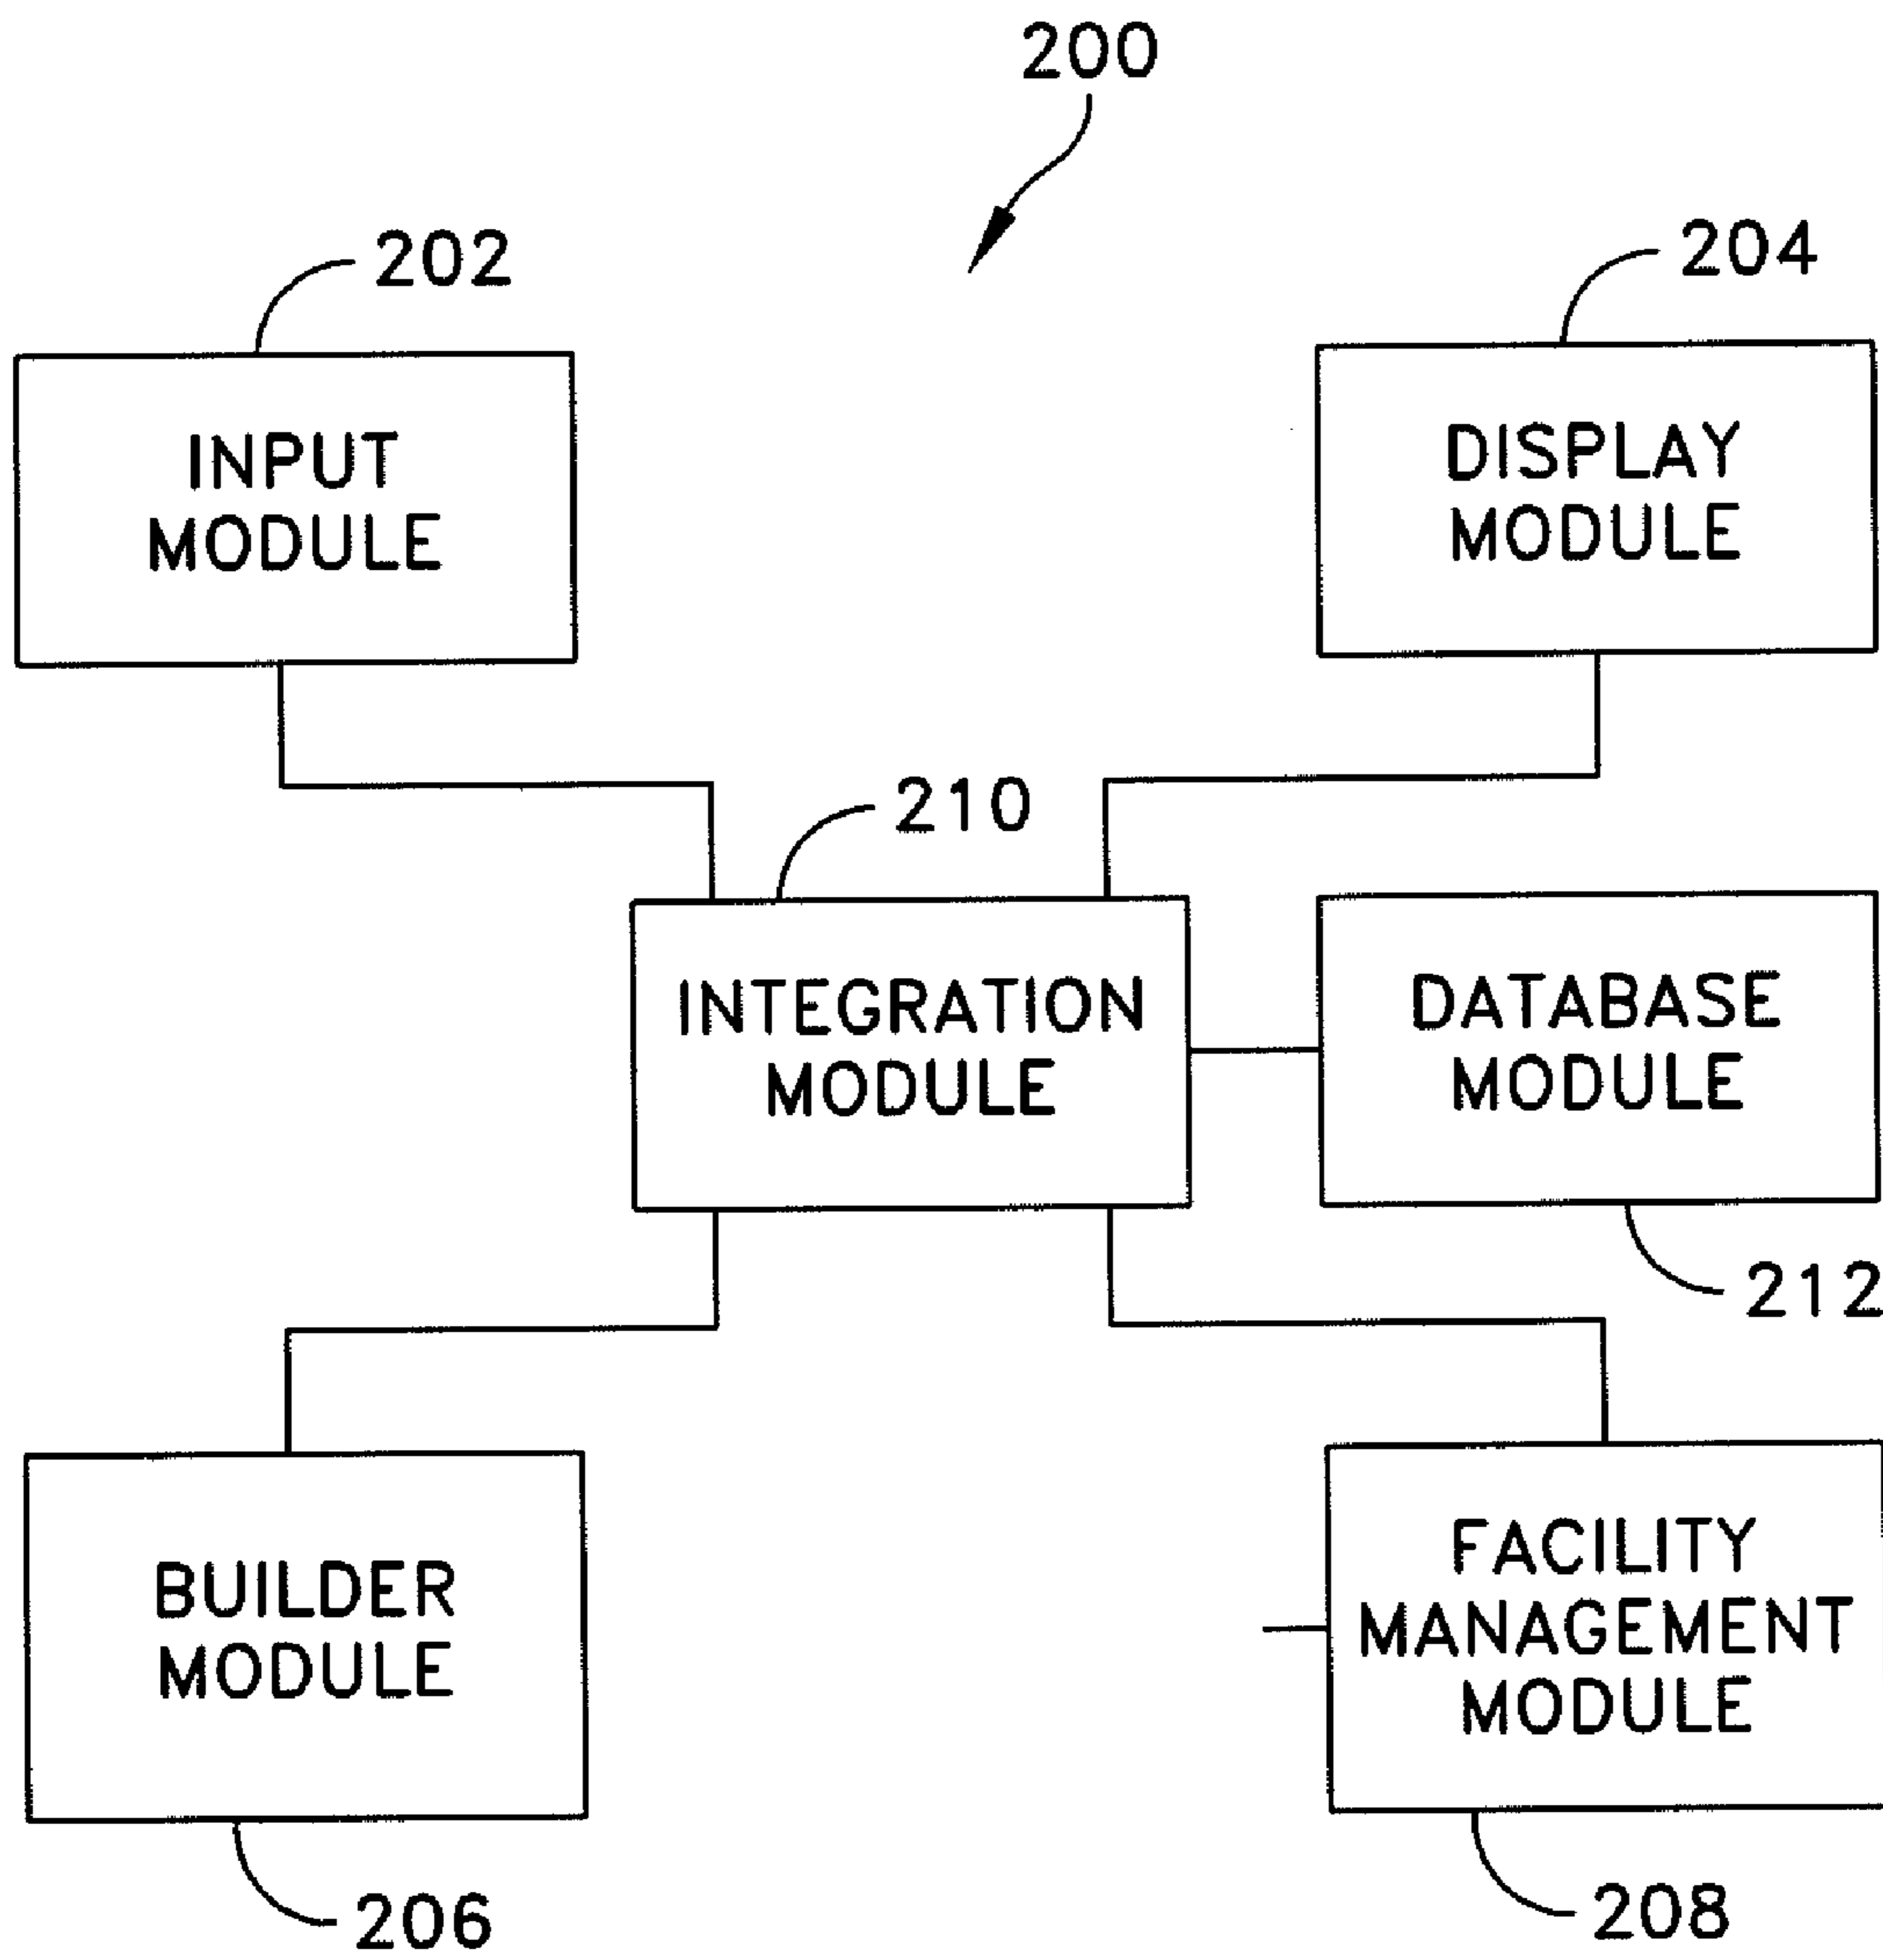 200
202
204
INPUT
MODULE
DISPLAY
MODULE
210
INTEGRATION
MODULE
DATABASE
MODULE
212
BUILDER
MODULE
FACILITY
MANAGEMENT
MODULE
206
208